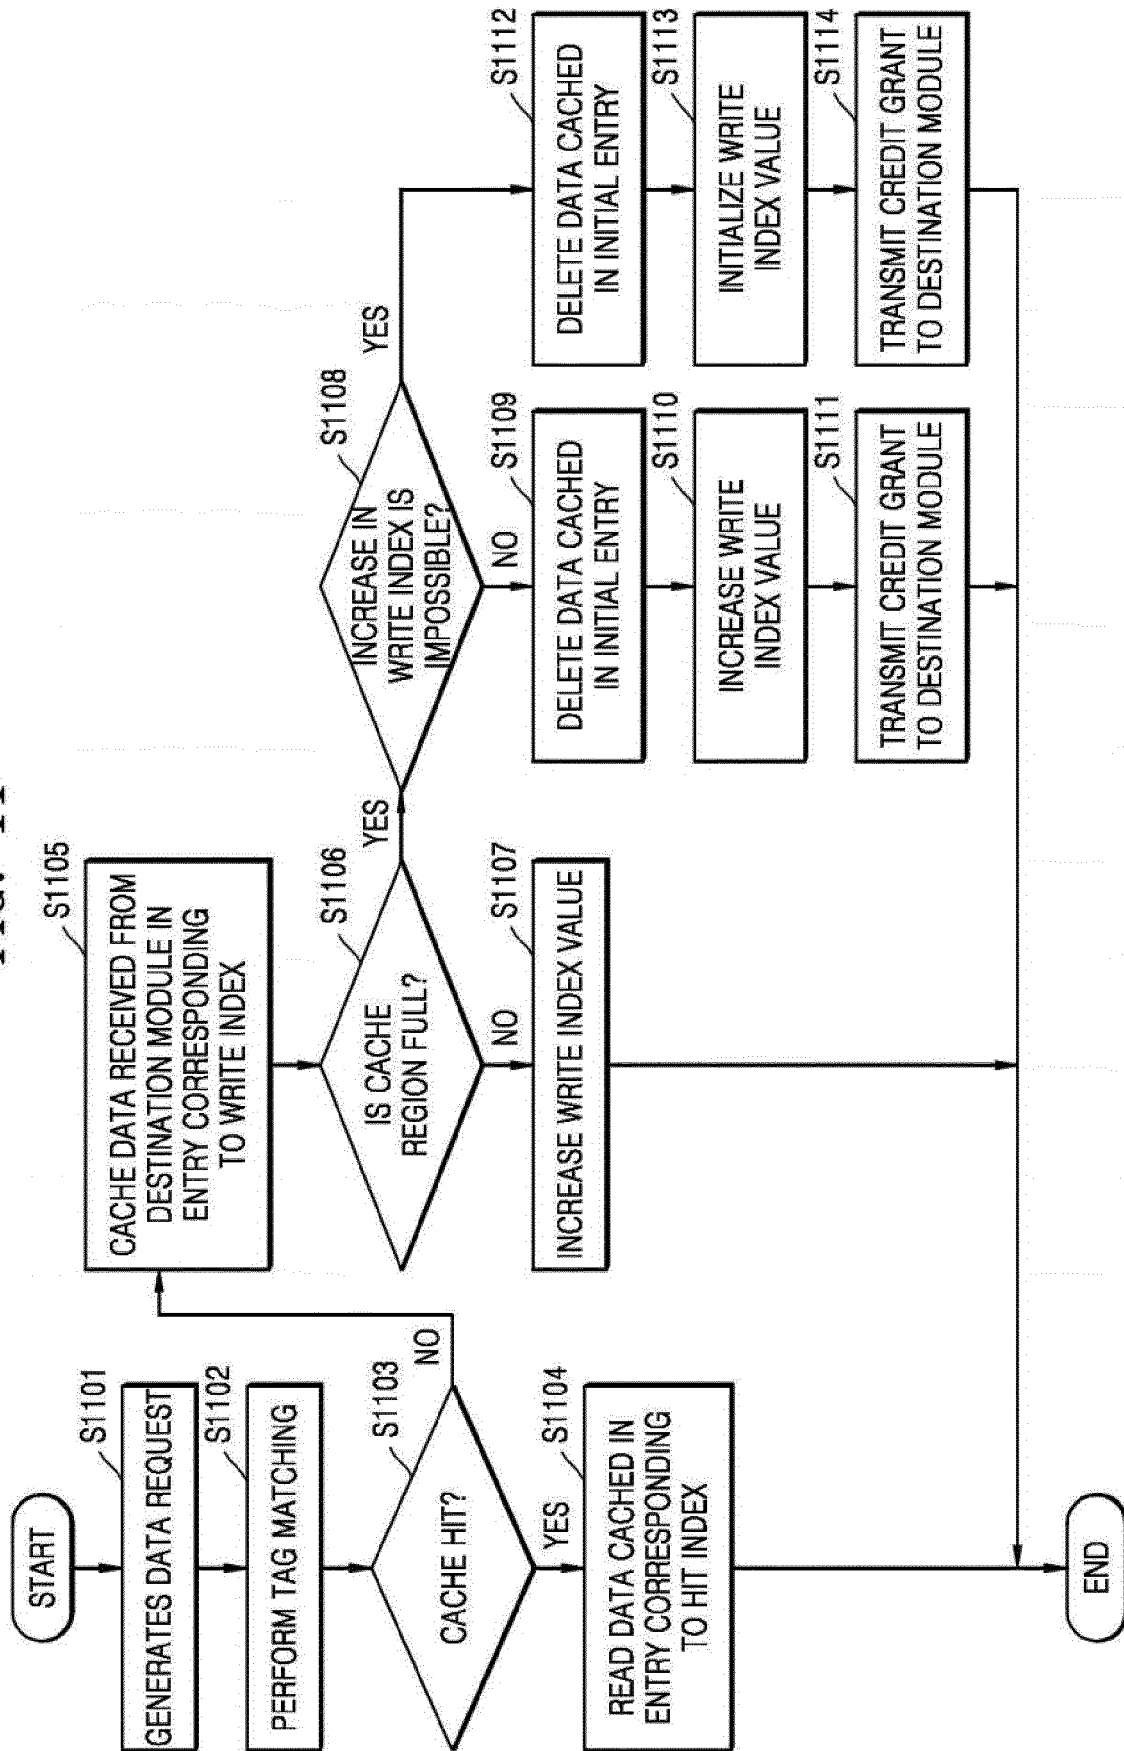 START
S1101
GENERATES DATA REQUEST
S1102
PERFORM TAG MATCHING
S1103
CACHE HIT?
NO
YES
S1104
READ DATA CACHED IN
ENTRY CORRESPONDING
TO HIT INDEX
S1105
CACHE DATA RECEIVED FROM
DESTINATION MODULE IN
ENTRY CORRESPONDING
TO WRITE INDEX
S1106
IS CACHE
REGION FULL?
YES
NO
S1107
INCREASE WRITE INDEX VALUE
S1108
INCREASE IN
WRITE INDEX IS
IMPOSSIBLE?
YES
NO
S1109
DELETE DATA CACHED
IN INITIAL ENTRY
S1110
INCREASE WRITE
INDEX VALUE
S1111
TRANSMIT CREDIT GRANT
TO DESTINATION MODULE
S1112
DELETE DATA CACHED
IN INITIAL ENTRY
S1113
INITIALIZE WRITE
INDEX VALUE
S1114
TRANSMIT CREDIT GRANT
TO DESTINATION MODULE
END